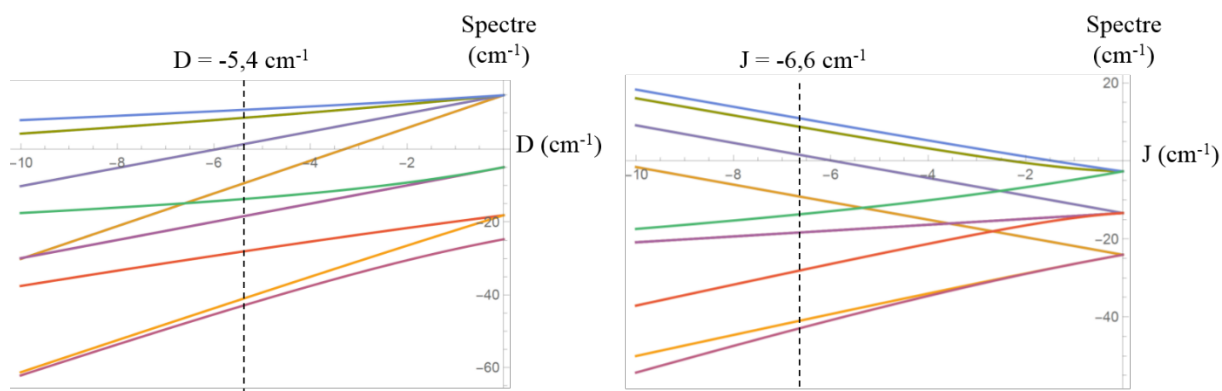 Spectre
(cm-1)
D = -5,4 cm-1
D (cm-1)
-10
-8
-6
-4
-2
-20
-40
-60
Spectre
(cm-1)
J = -6,6 cm-1
20
J (cm-1)
-10
-8
-6
-4
-2
-20
-40